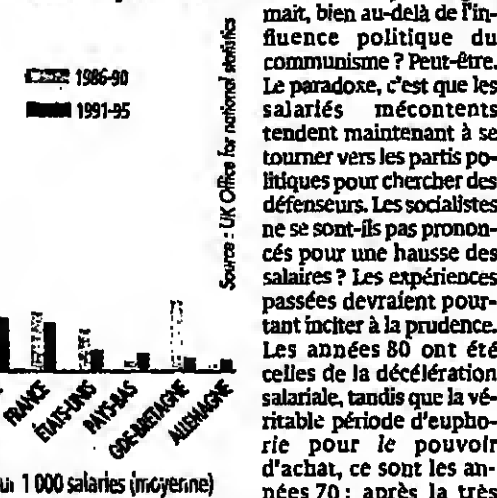 1986-90
1991-95
Source : UK Office for national statistics
FRANCE
ÉTATS-UNIS
PAYS-BAS
GDE-BRETAGNE
ALLEMAGNE
1 000 salariés (moyenne)
mait, bien au-delà de l'in-
fluence politique du
communisme ? Peut-être.
Le paradoxe, c'est que les
salariés mécontents
tendent maintenant à se
tourner vers les partis po-
litiques pour chercher des
défenseurs. Les socialistes
ne se sont-ils pas pronon-
cés pour une hausse des
salaires ? Les expériences
passées devraient pour-
tant inciter à la prudence.
Les années 80 ont été
celles de la décélération
salariale, tandis que la vé-
ritable période d'eupho-
rie pour le pouvoir
d'achat, ce sont les an-
nées 70 : après la très